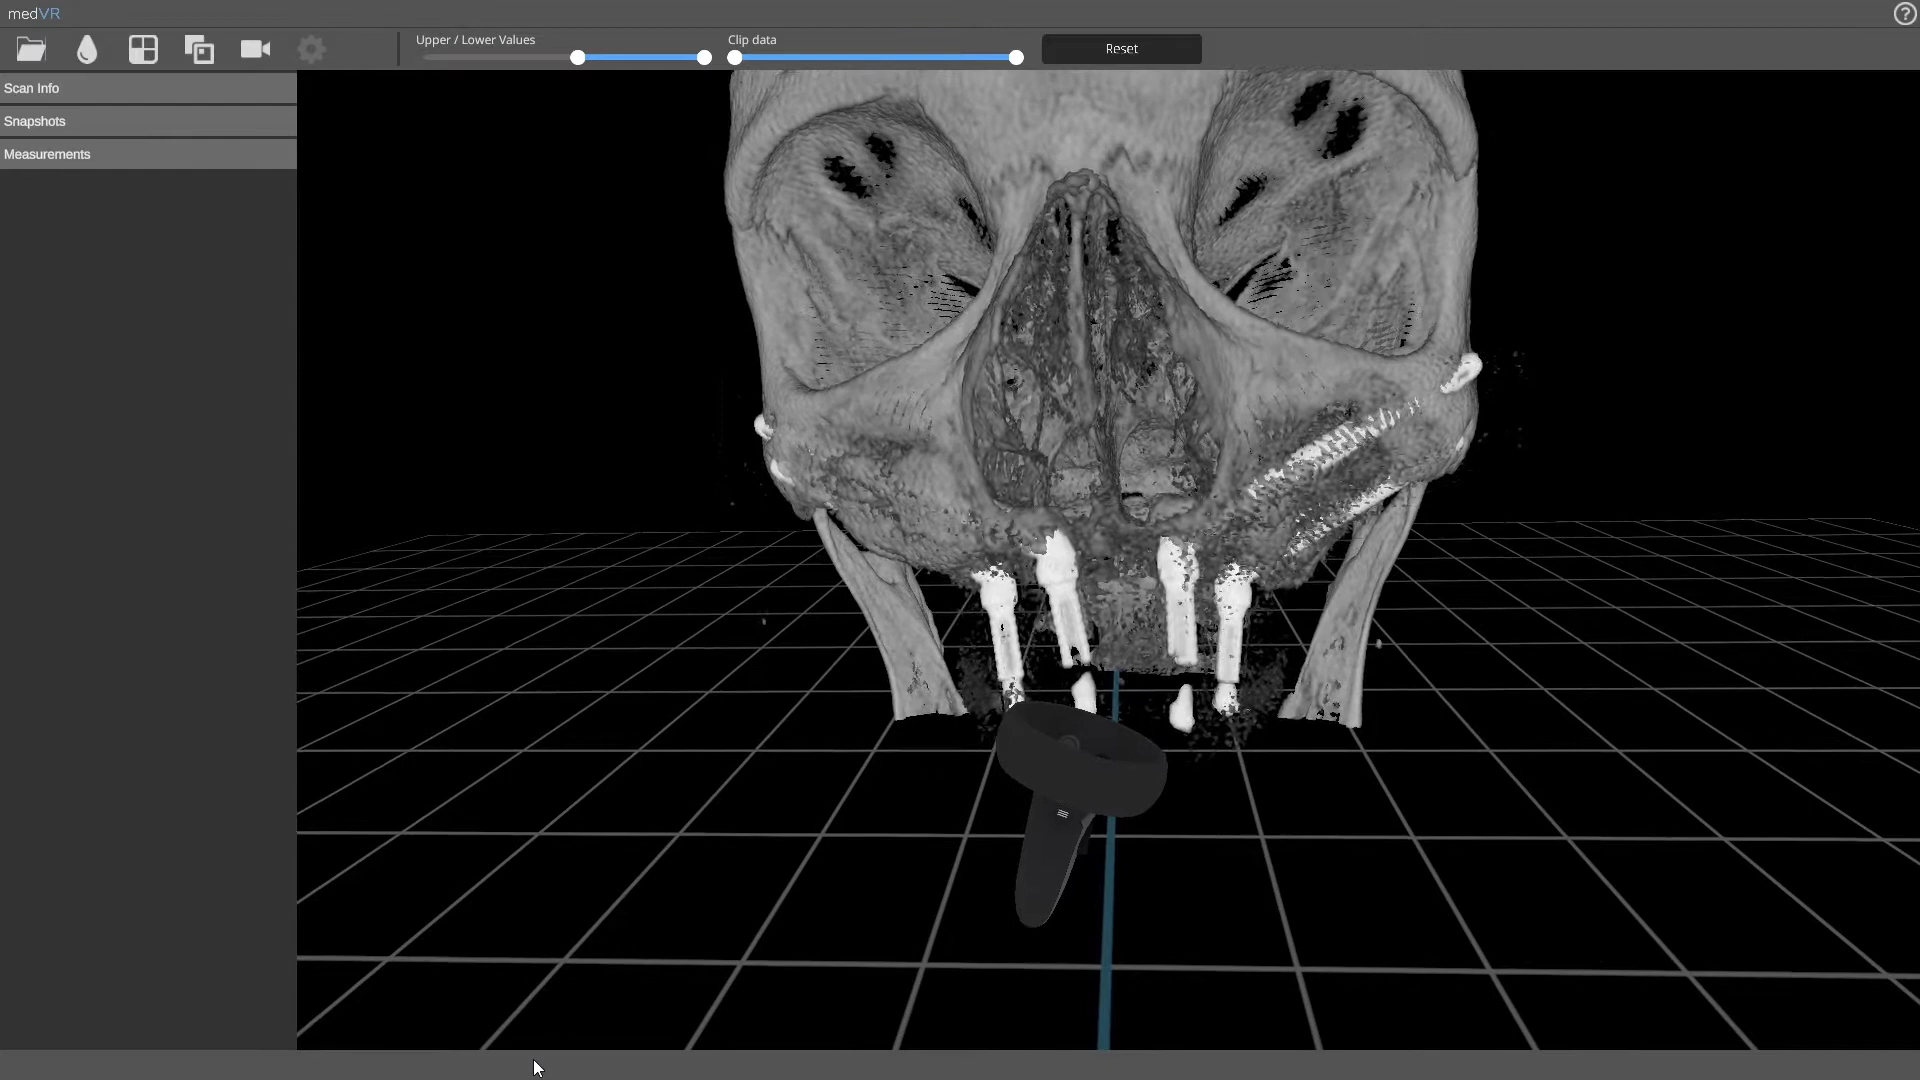 medVR
Upper / Lower Values
Clip data
Reset
Scan Info
Snapshots
Measurements